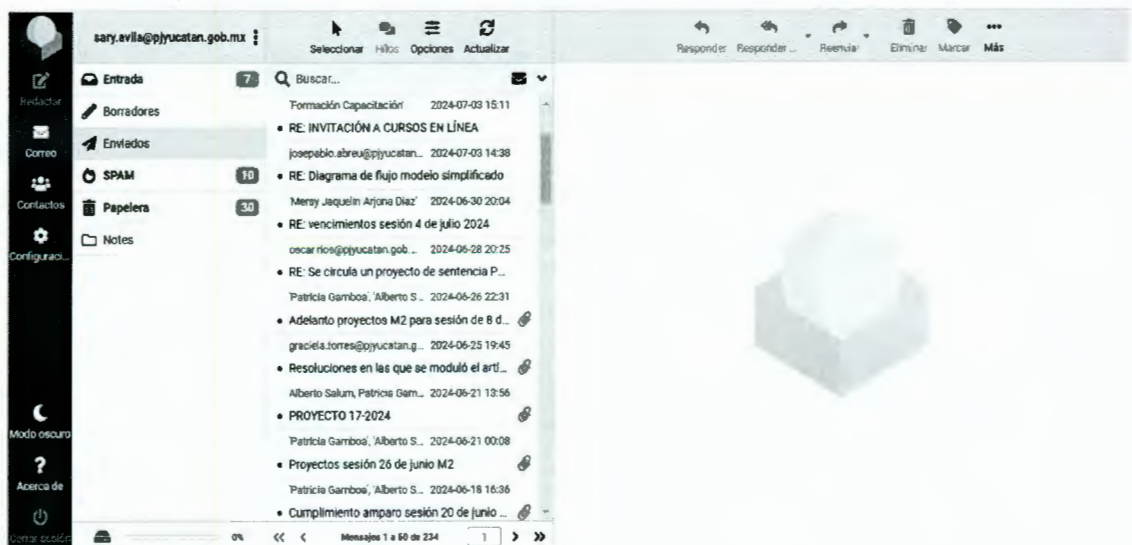 sary.avila@pjyucatan.gob.mx
Seleccionar Hilos Opciones Actualizar
Responder Responder ... Reenviar Eliminar Marcar Más
Redactar
Correo
Contactos
Configuraci...
Modo oscuro
Acerca de
Cerrar sesión
Entrada 7
Borradores
Enviados
SPAM 10
Papelera 30
Notes
0%
Buscar...
'Formación Capacitación' 2024-07-03 15:11
• RE: INVITACIÓN A CURSOS EN LÍNEA
josepablo.abreu@pjyucatan... 2024-07-03 14:38
• RE: Diagrama de flujo modelo simplificado
'Mersy Jaquelin Arjona Diaz' 2024-06-30 20:04
• RE: vencimientos sesión 4 de julio 2024
oscar.rios@pjyucatan.gob.... 2024-06-28 20:25
• RE: Se circula un proyecto de sentencia P...
'Patricia Gamboa', 'Alberto S... 2024-06-26 22:31
• Adelanto proyectos M2 para sesión de 8 d...
graciela.torres@pjyucatan.g... 2024-06-25 19:45
• Resoluciones en las que se moduló el artí...
Alberto Salum, Patricia Gam... 2024-06-21 13:56
• PROYECTO 17-2024
'Patricia Gamboa', 'Alberto S... 2024-06-21 00:08
• Proyectos sesión 26 de junio M2
'Patricia Gamboa', 'Alberto S... 2024-06-18 16:36
• Cumplimiento amparo sesión 20 de junio ...
Mensajes 1 a 50 de 234 1